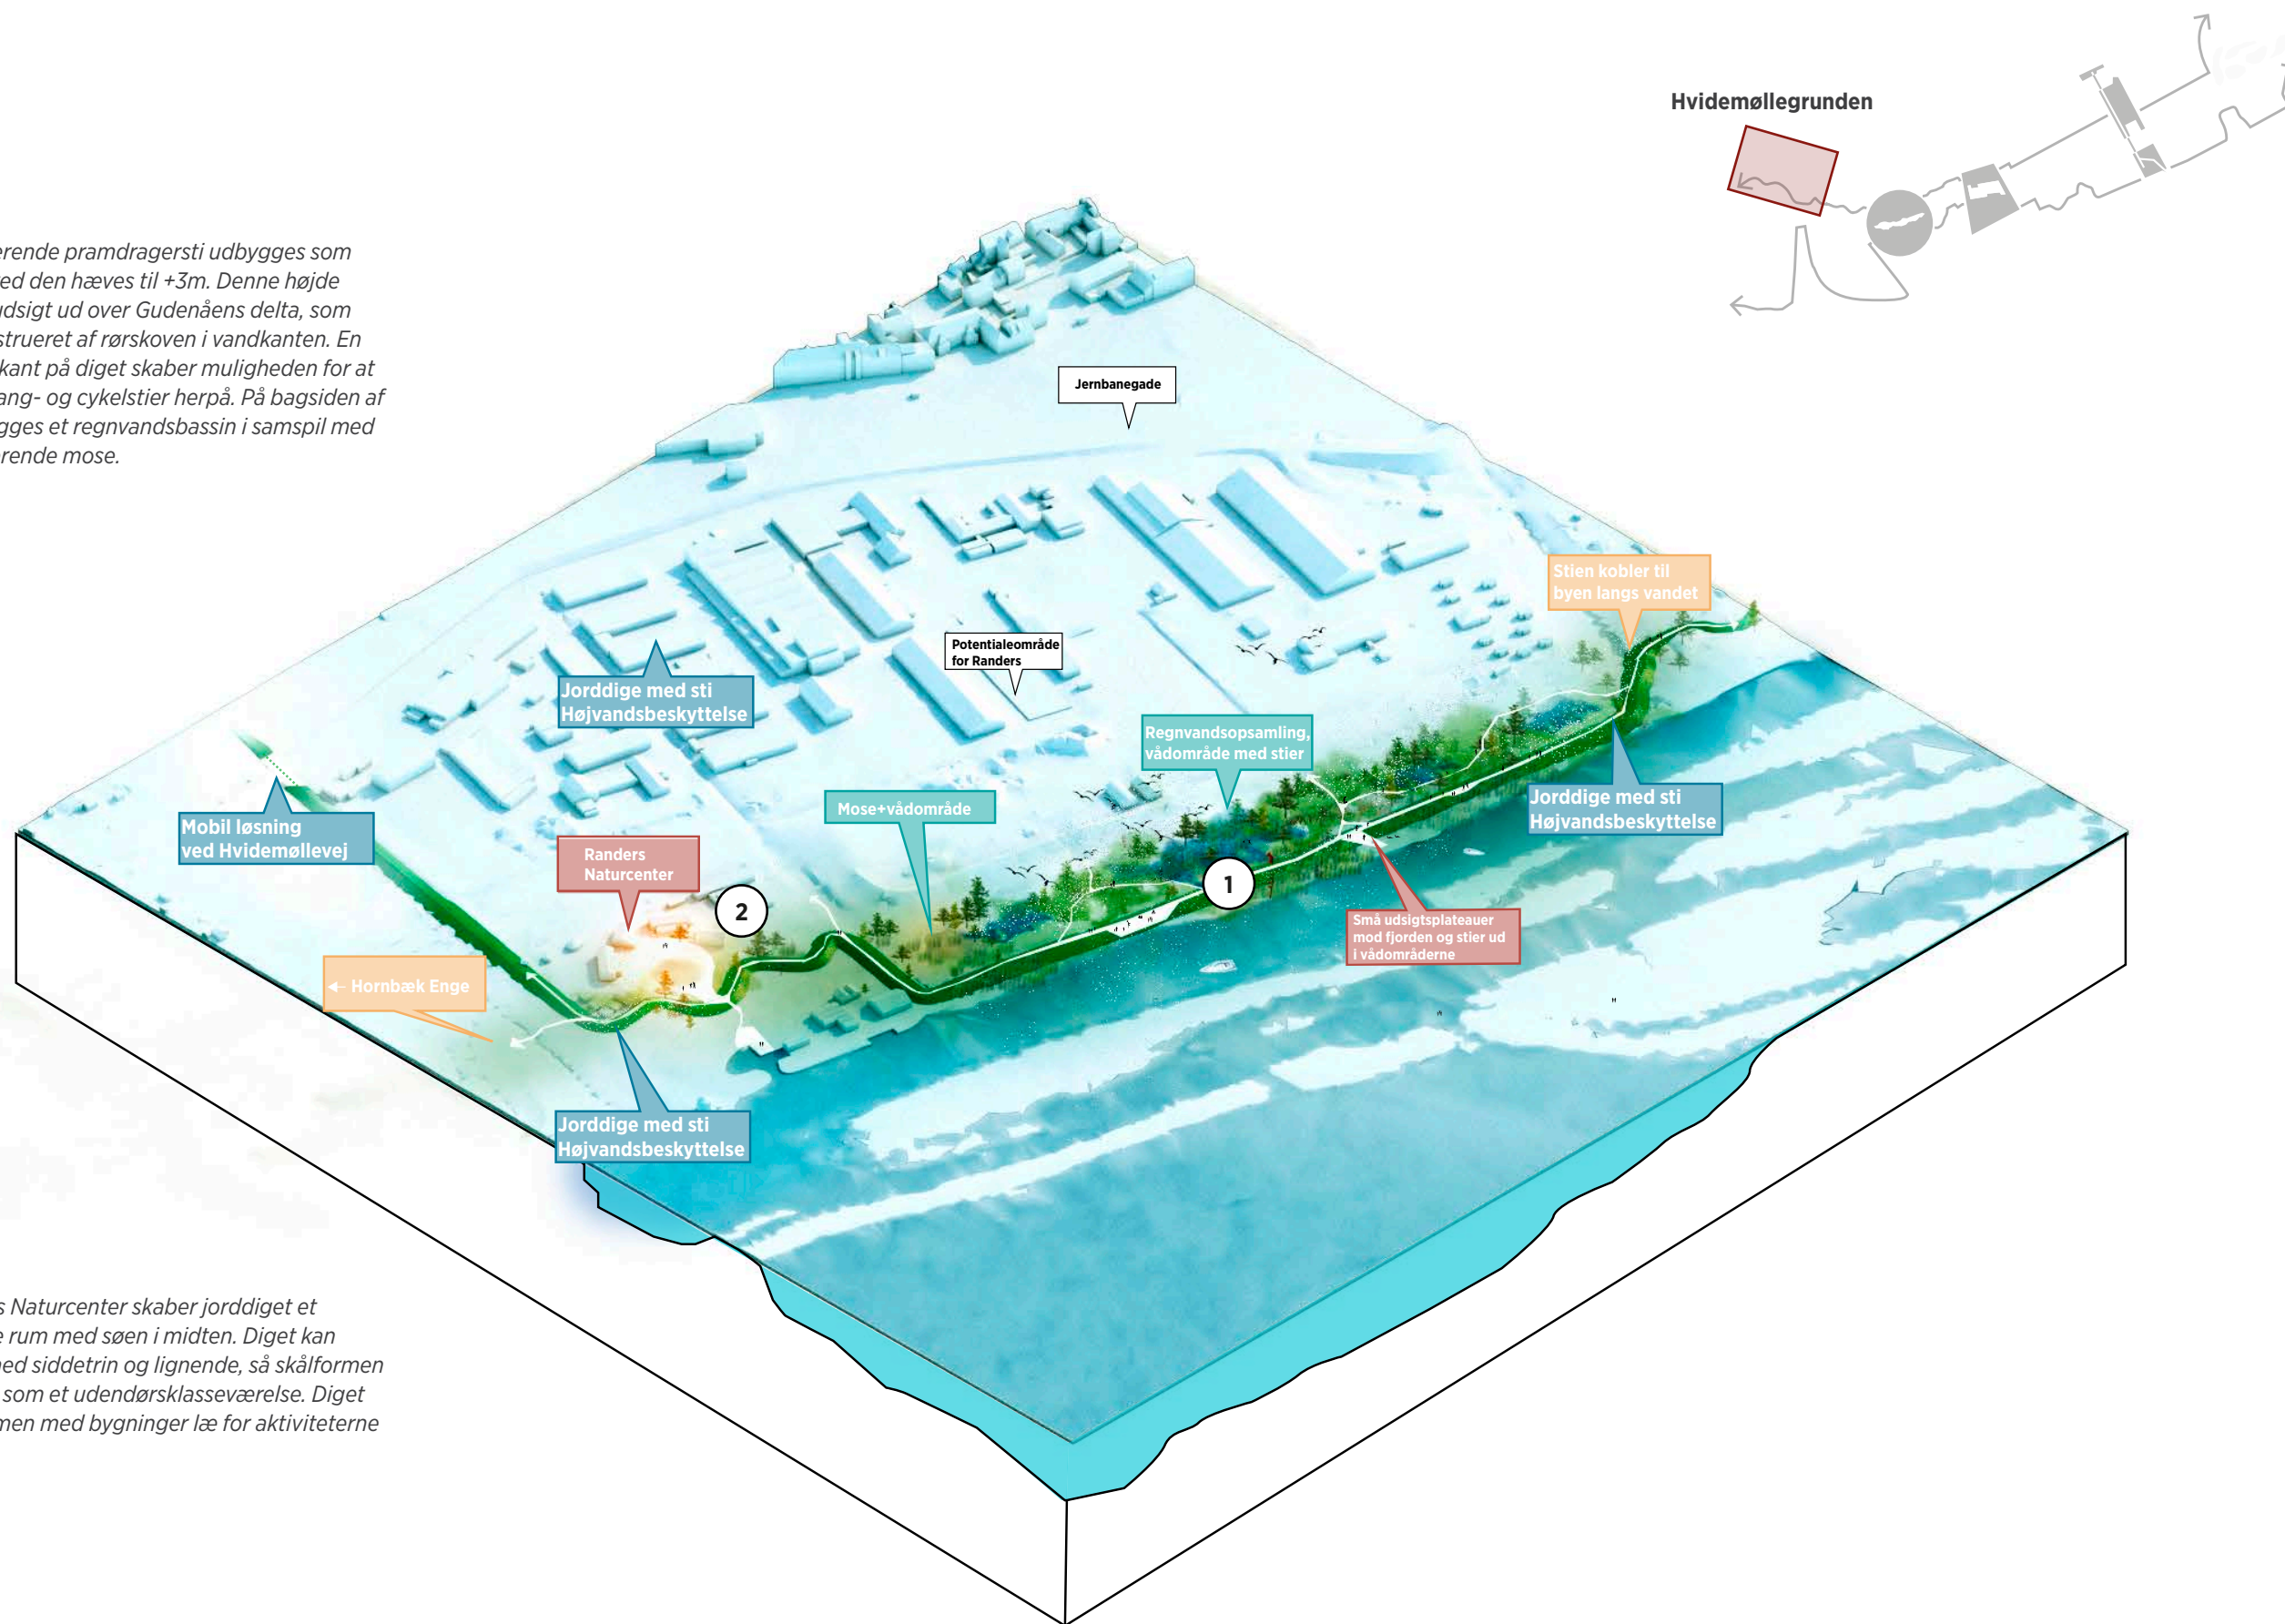 Hvidemøllegrunden
erende pramdragersti udbygges som
ved den hæves til +3m. Denne højde
udsigt ud over Gudenåens delta, som
strueret af rørskoven i vandkanten. En
kant på diget skaber muligheden for at
ang- og cykelstier herpå. På bagsiden af
gges et regnvandsbassin i samspil med
erende mose.
Jernbanegade
Stien kobler til
byen langs vandet
Potentialeområde
for Randers
Jorddige med sti
Højvandsbeskyttelse
Regnvandsopsamling,
vådområde med stier
Mose+vådområde
Jorddige med sti
Højvandsbeskyttelse
Mobil løsning
ved Hvidemøllevej
Randers
Naturcenter
1
2
Små udsigtsplateauer
mod fjorden og stier ud
i vådområderne
← Hornbæk Enge
Jorddige med sti
Højvandsbeskyttelse
s Naturcenter skaber jorddiget et
e rum med søen i midten. Diget kan
ned siddetrin og lignende, så skålformen
som et udendørsklasseværelse. Diget
men med bygninger læ for aktiviteterne